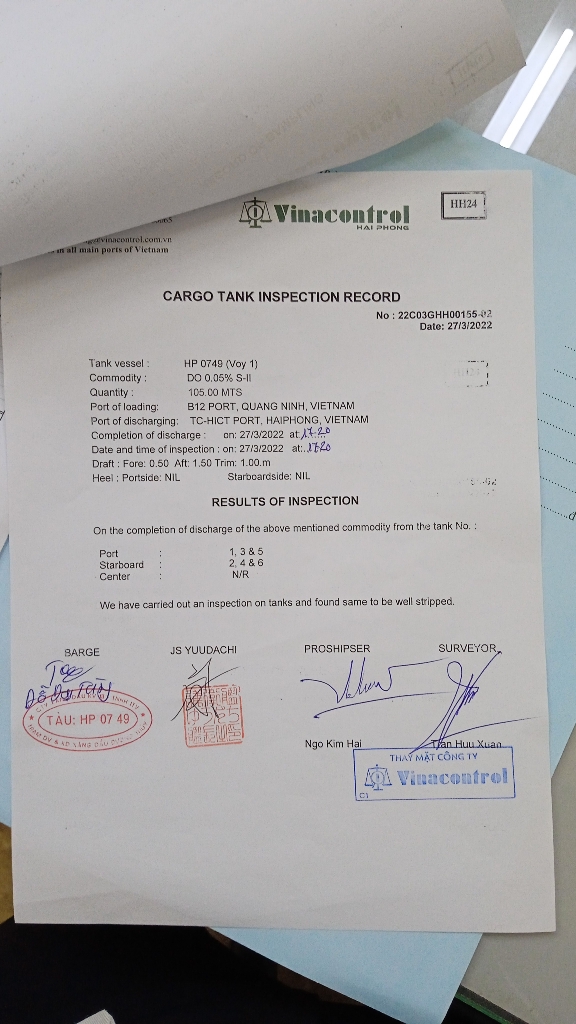 Vinacontrol
HAI PHONG
HH24
@vinacontrol.com.vn
in all main ports of Vietnam
CARGO TANK INSPECTION RECORD
No : 22C03GHH00155-02
Date: 27/3/2022
Tank vessel : HP 0749 (Voy 1)
Commodity : DO 0,05% S-II
HH24
Quantity : 105.00 MTS
Port of loading: B12 PORT, QUANG NINH, VIETNAM
Port of discharging: TC-HICT PORT, HAIPHONG, VIETNAM
Completion of discharge : on: 27/3/2022 at: 17.20
Date and time of inspection : on: 27/3/2022 at: 1720
Draft : Fore: 0.50 Aft: 1.50 Trim: 1.00.m
Heel : Portside: NIL Starboardside: NIL
RESULTS OF INSPECTION
On the completion of discharge of the above mentioned commodity from the tank No. :
Port : 1, 3 & 5
Starboard : 2, 4 & 6
Center : N/R
We have carried out an inspection on tanks and found same to be well stripped.
BARGE JS YUUDACHI PROSHIPSER SURVEYOR
TÀU: HP 07 49
Ngo Kim Hai Tran Huu Xuan
THAY MẶT CÔNG TY
Vinacontrol
C1